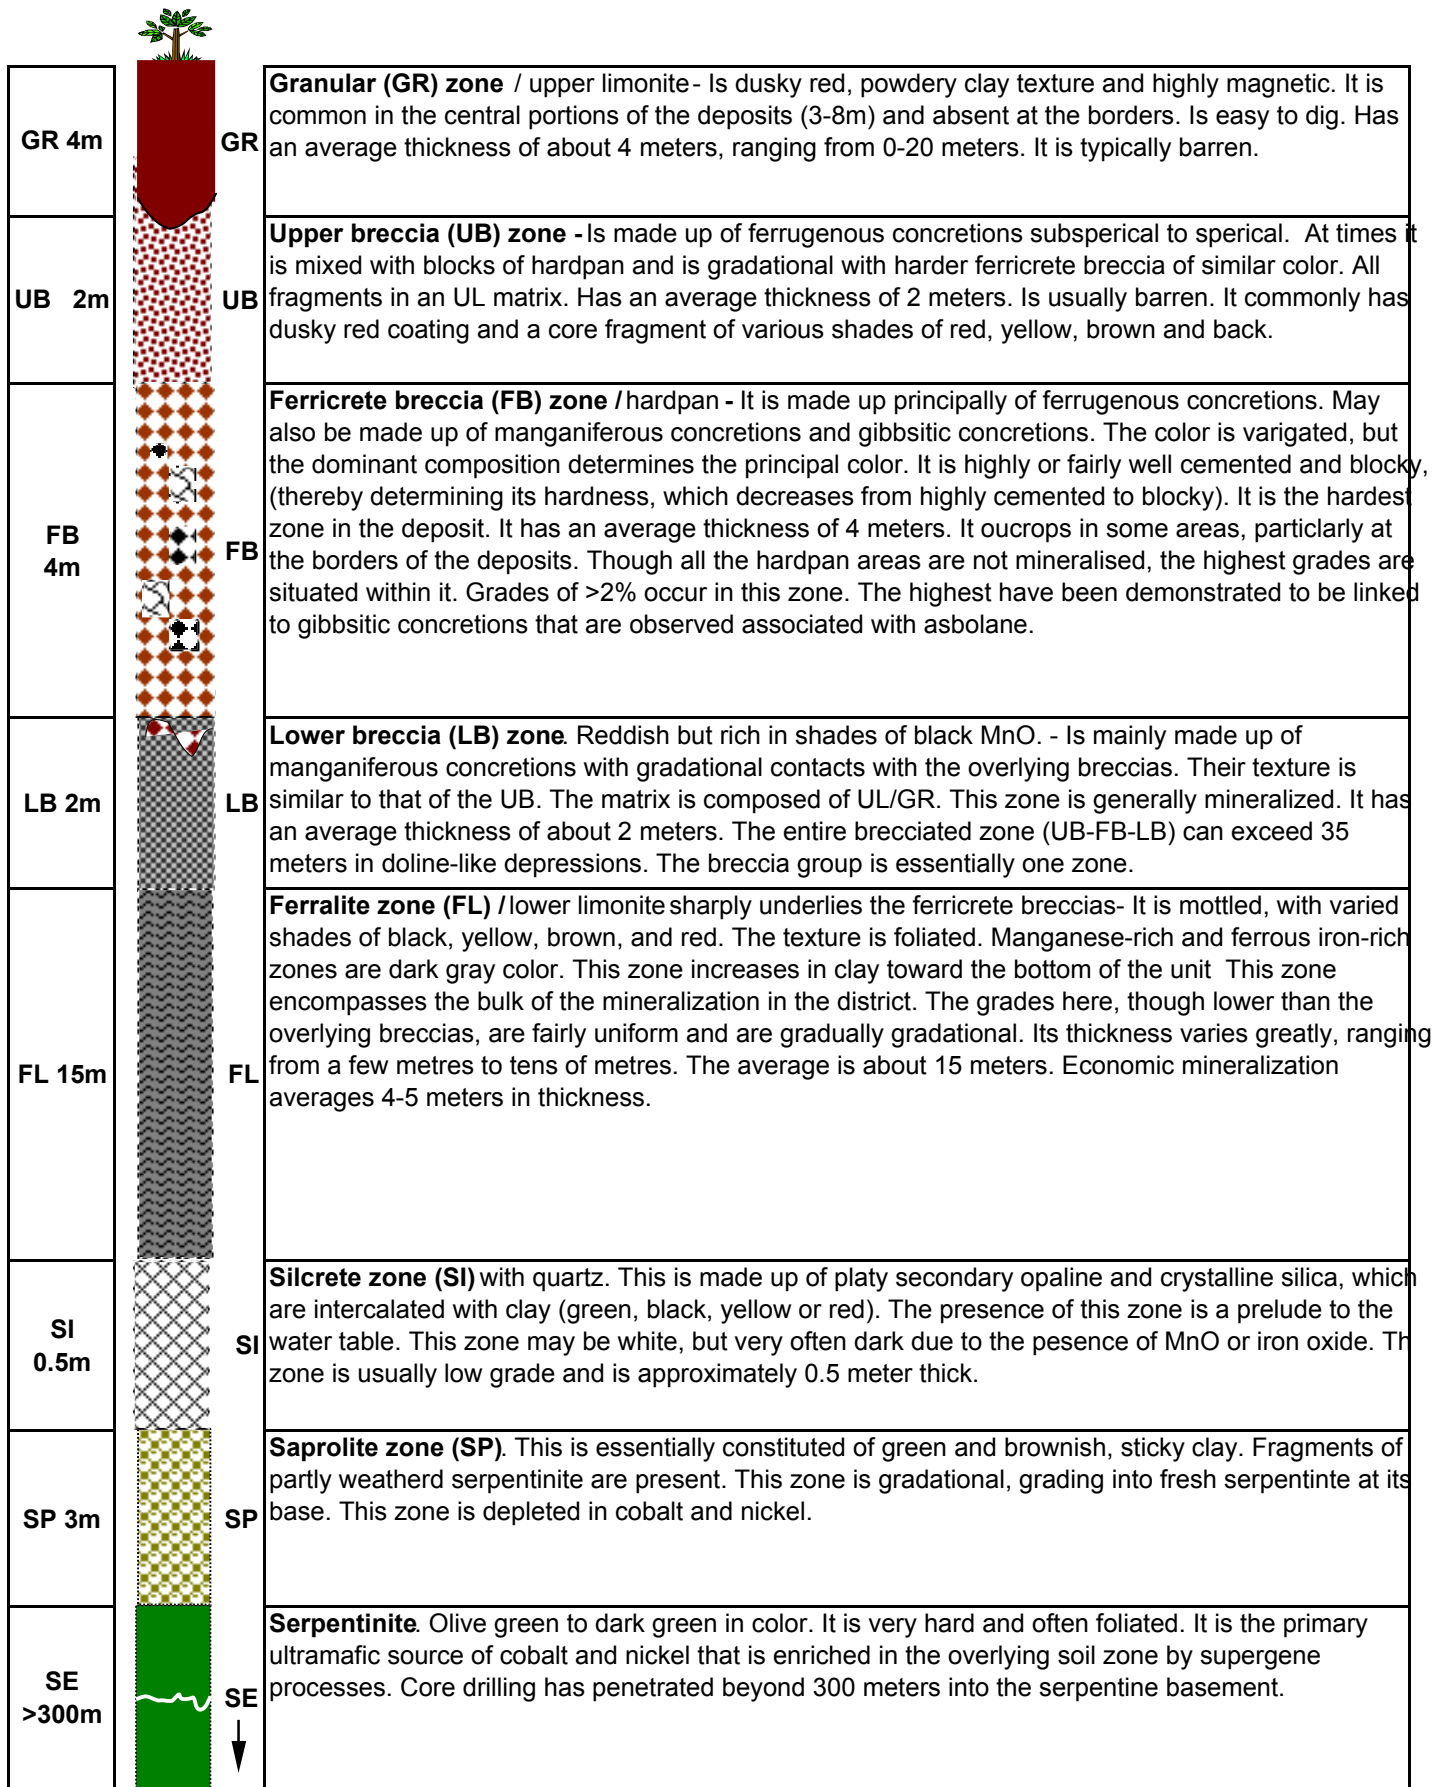 GR 4m
GR
Granular (GR) zone / upper limonite - Is dusky red, powdery clay texture and highly magnetic. It is
common in the central portions of the deposits (3-8m) and absent at the borders. Is easy to dig. Has
an average thickness of about 4 meters, ranging from 0-20 meters. It is typically barren.
UB 2m
UB
Upper breccia (UB) zone - Is made up of ferrugenous concretions subsperical to sperical. At times it
is mixed with blocks of hardpan and is gradational with harder ferricrete breccia of similar color. All
fragments in an UL matrix. Has an average thickness of 2 meters. Is usually barren. It commonly has
dusky red coating and a core fragment of various shades of red, yellow, brown and back.
FB
4m
FB
Ferricrete breccia (FB) zone / hardpan - It is made up principally of ferrugenous concretions. May
also be made up of manganiferous concretions and gibbsitic concretions. The color is varigated, but
the dominant composition determines the principal color. It is highly or fairly well cemented and blocky,
(thereby determining its hardness, which decreases from highly cemented to blocky). It is the hardest
zone in the deposit. It has an average thickness of 4 meters. It oucrops in some areas, particlarly at
the borders of the deposits. Though all the hardpan areas are not mineralised, the highest grades are
situated within it. Grades of >2% occur in this zone. The highest have been demonstrated to be linked
to gibbsitic concretions that are observed associated with asbolane.
LB 2m
LB
Lower breccia (LB) zone. Reddish but rich in shades of black MnO. - Is mainly made up of
manganiferous concretions with gradational contacts with the overlying breccias. Their texture is
similar to that of the UB. The matrix is composed of UL/GR. This zone is generally mineralized. It has
an average thickness of about 2 meters. The entire brecciated zone (UB-FB-LB) can exceed 35
meters in doline-like depressions. The breccia group is essentially one zone.
FL 15m
FL
Ferralite zone (FL) / lower limonite sharply underlies the ferricrete breccias- It is mottled, with varied
shades of black, yellow, brown, and red. The texture is foliated. Manganese-rich and ferrous iron-rich
zones are dark gray color. This zone increases in clay toward the bottom of the unit This zone
encompasses the bulk of the mineralization in the district. The grades here, though lower than the
overlying breccias, are fairly uniform and are gradually gradational. Its thickness varies greatly, ranging
from a few metres to tens of metres. The average is about 15 meters. Economic mineralization
averages 4-5 meters in thickness.
SI
0.5m
SI
Silcrete zone (SI) with quartz. This is made up of platy secondary opaline and crystalline silica, which
are intercalated with clay (green, black, yellow or red). The presence of this zone is a prelude to the
water table. This zone may be white, but very often dark due to the pesence of MnO or iron oxide. Th
zone is usually low grade and is approximately 0.5 meter thick.
SP 3m
SP
Saprolite zone (SP). This is essentially constituted of green and brownish, sticky clay. Fragments of
partly weatherd serpentinite are present. This zone is gradational, grading into fresh serpentinte at its
base. This zone is depleted in cobalt and nickel.
SE
>300m
SE
Serpentinite. Olive green to dark green in color. It is very hard and often foliated. It is the primary
ultramafic source of cobalt and nickel that is enriched in the overlying soil zone by supergene
processes. Core drilling has penetrated beyond 300 meters into the serpentine basement.